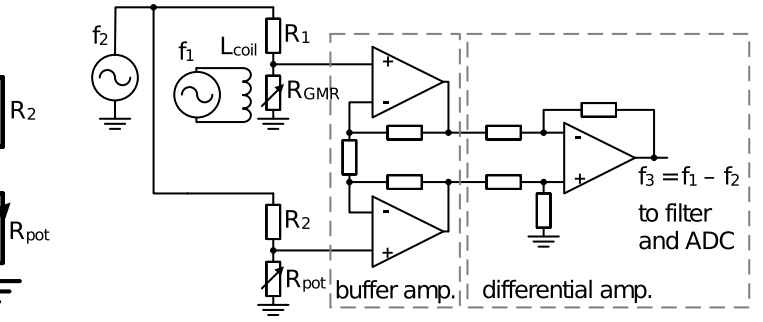 R2
Rpot
f2
f1
Lcoil
R1
RGMR
R2
Rpot
+
-
-
+
-
+
buffer amp.
differential amp.
f3 = f1 – f2
to filter
and ADC